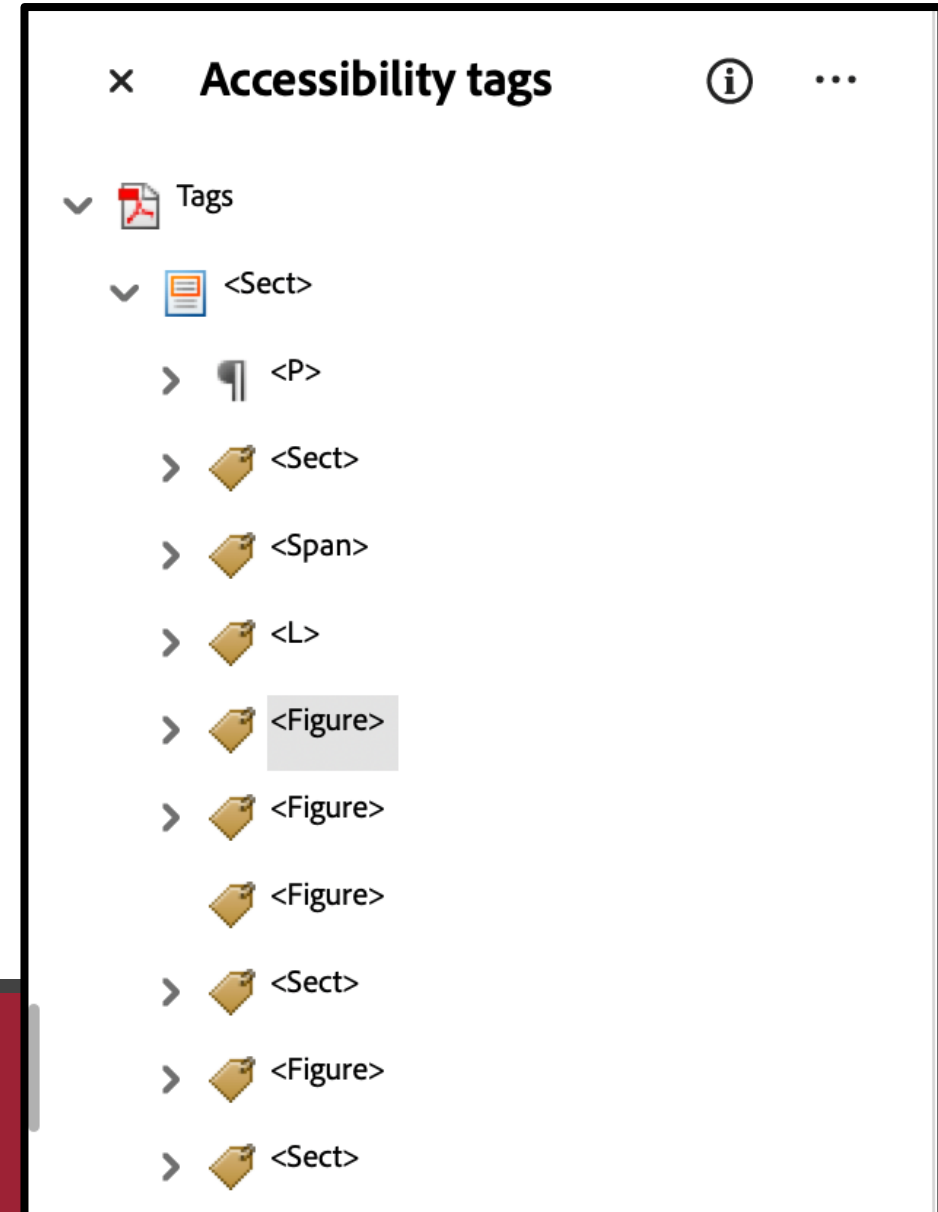 Accessibility tags
Tags
<Sect>
<P>
<Sect>
<Span>
<L>
<Figure>
<Figure>
<Figure>
<Sect>
<Figure>
<Sect>